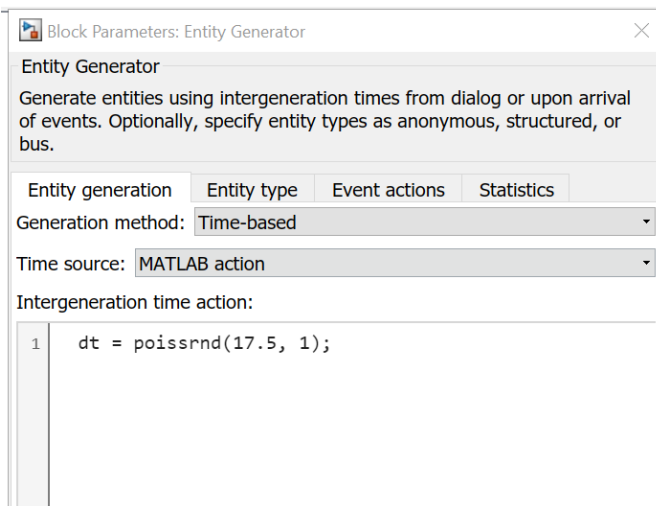 Block Parameters: Entity Generator
Entity Generator
Generate entities using intergeneration times from dialog or upon arrival
of events. Optionally, specify entity types as anonymous, structured, or
bus.
Entity generation Entity type Event actions Statistics
Generation method: Time-based
Time source: MATLAB action
Intergeneration time action:
1 dt = poissrnd(17.5, 1);